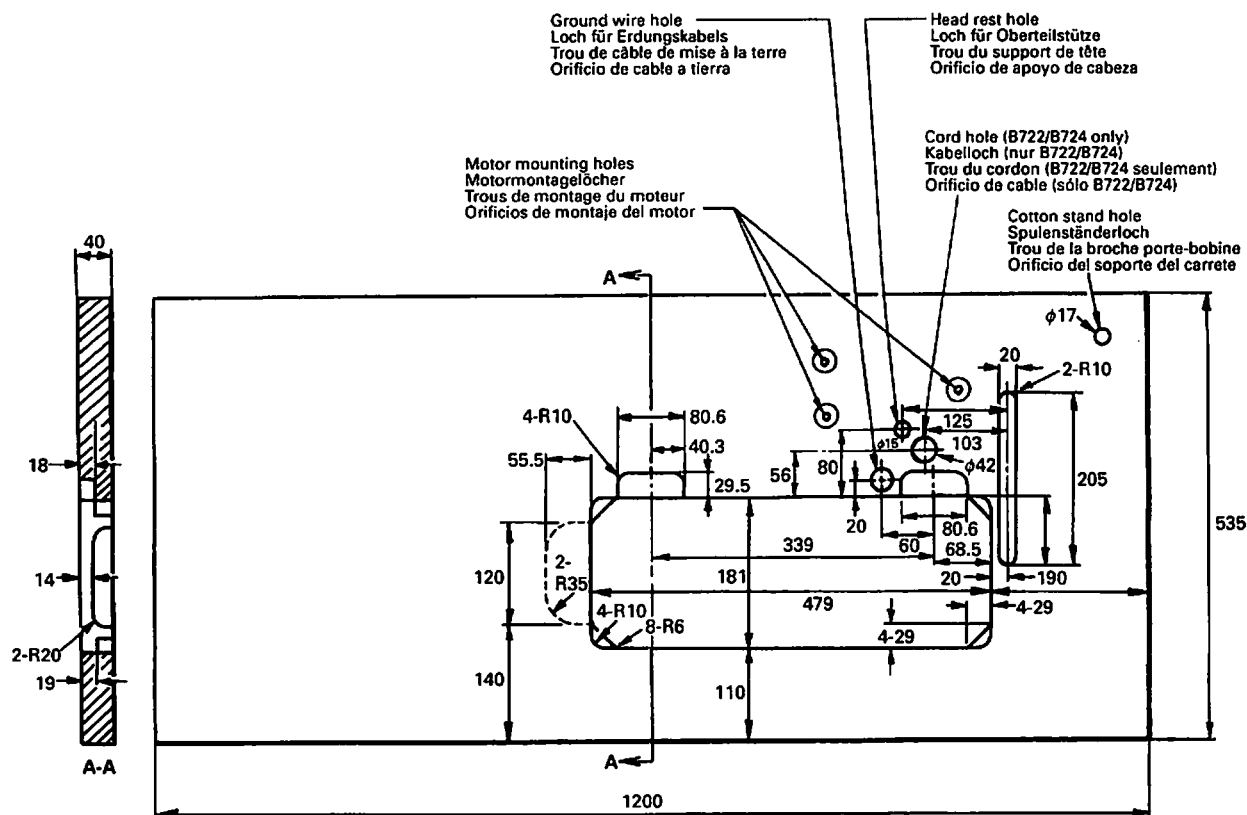 Ground wire hole
Loch für Erdungskabels
Trou de câble de mise à la terre
Orificio de cable a tierra
Head rest hole
Loch für Oberteilstütze
Trou du support de tête
Orificio de apoyo de cabeza
Cord hole (B722/B724 only)
Kabelloch (nur B722/B724)
Trou du cordon (B722/B724 seulement)
Orificio de cable (sólo B722/B724)
Motor mounting holes
Motormontagelöcher
Trous de montage du moteur
Orificios de montaje del motor
Cotton stand hole
Spulenständerloch
Trou de la broche porte-bobine
Orificio del soporte del carrete
40
A
φ17
20
2-R10
4-R10
80.6
125
40.3
φ15
103
18
55.5
29.5
56
80
φ42
205
20
80.6
535
339
60
68.5
120
2-
R35
181
20
190
14
479
4-29
4-R10
8-R6
4-29
2-R20
19
140
110
A-A
A
1200